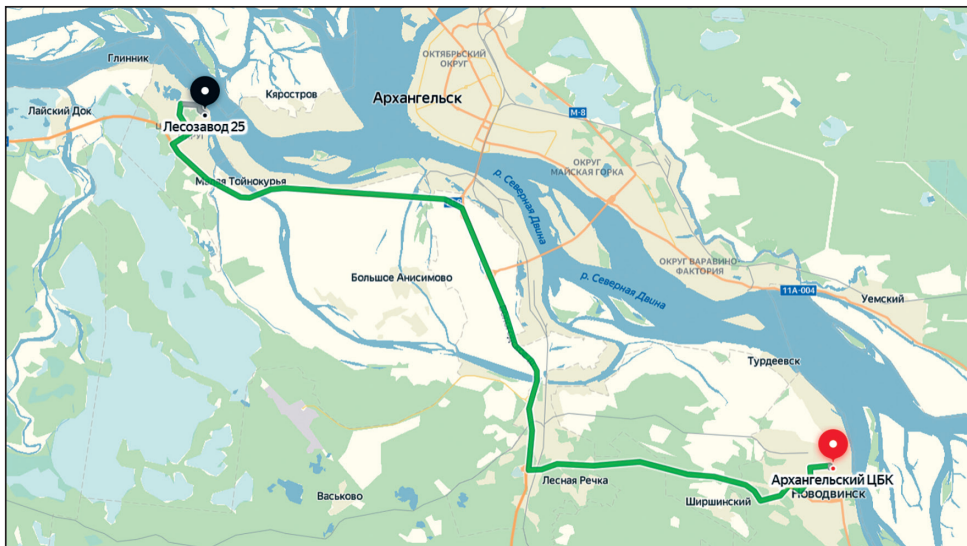 ОКТЯБРЬСКИЙ
ОКРУГ
Глинник
Кяростров
Архангельск
Лайский Док
М-8
Лесозавод 25
ОКРУГ
МАЙСКАЯ ГОРКА
Малая Тойнокурья
р. Северная Двина
ОКРУГ ВАРАВИНО-
ФАКТОРИЯ
Большое Анисимово
р. Северная Двина
11А-004
Уемский
Турдеевск
Лесная Речка
Архангельский ЦБК
Новодвинск
Васьково
Ширшинский